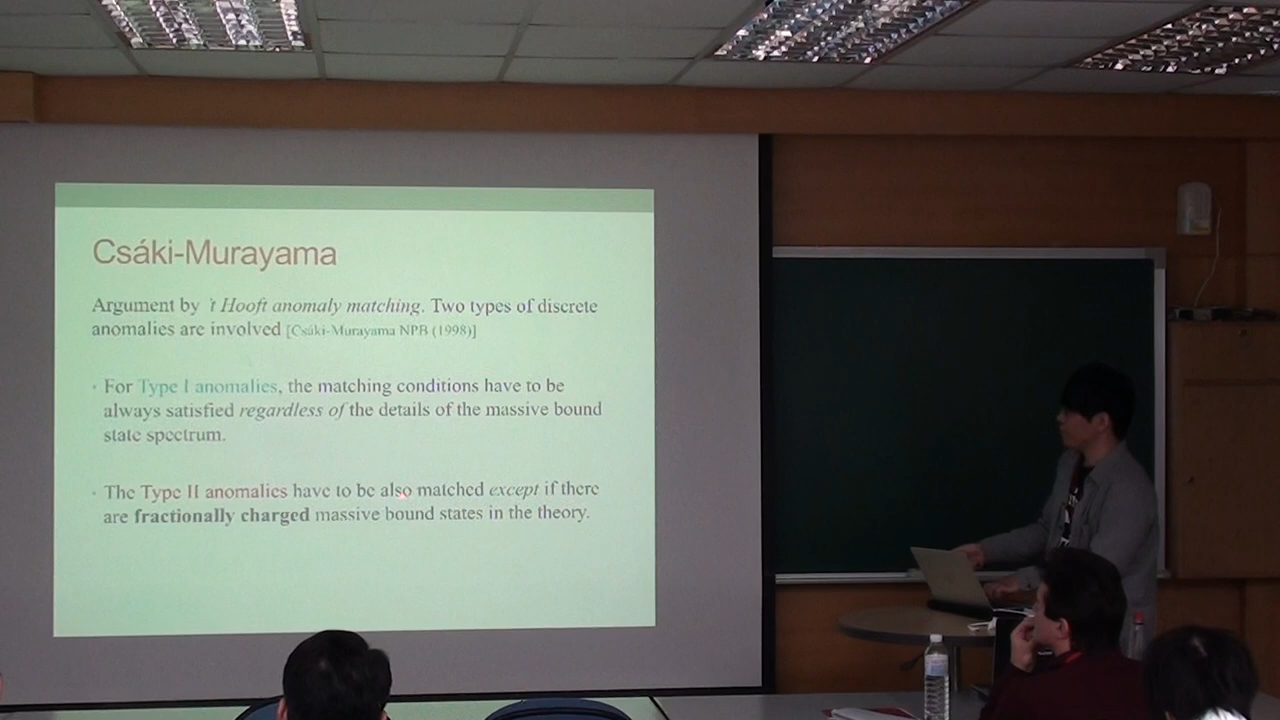 Csáki-Murayama
Argument by 't Hooft anomaly matching. Two types of discrete
anomalies are involved [Csáki-Murayama NPB (1998)]
· For Type I anomalies, the matching conditions have to be
always satisfied regardless of the details of the massive bound
state spectrum.
· The Type II anomalies have to be also matched except if there
are fractionally charged massive bound states in the theory.